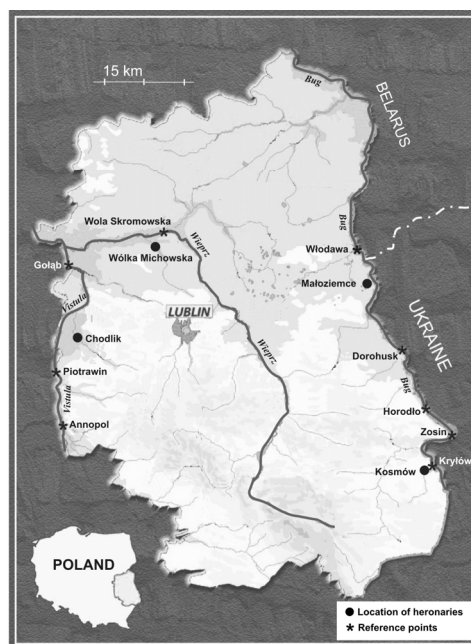 15 km
Bug
BELARUS
Wola Skromowska
Wieprz
Bug
Włodawa
Wólka Michowska
Gołąb
Małoziemce
Vistula
LUBLIN
UKRAINE
Chodlik
Wieprz
Dorohusk
Piotrawin
Bug
Vistula
Horodło
Annopol
Zosin
Kryłów
Kosmów
POLAND
Location of heronaries
* Reference points